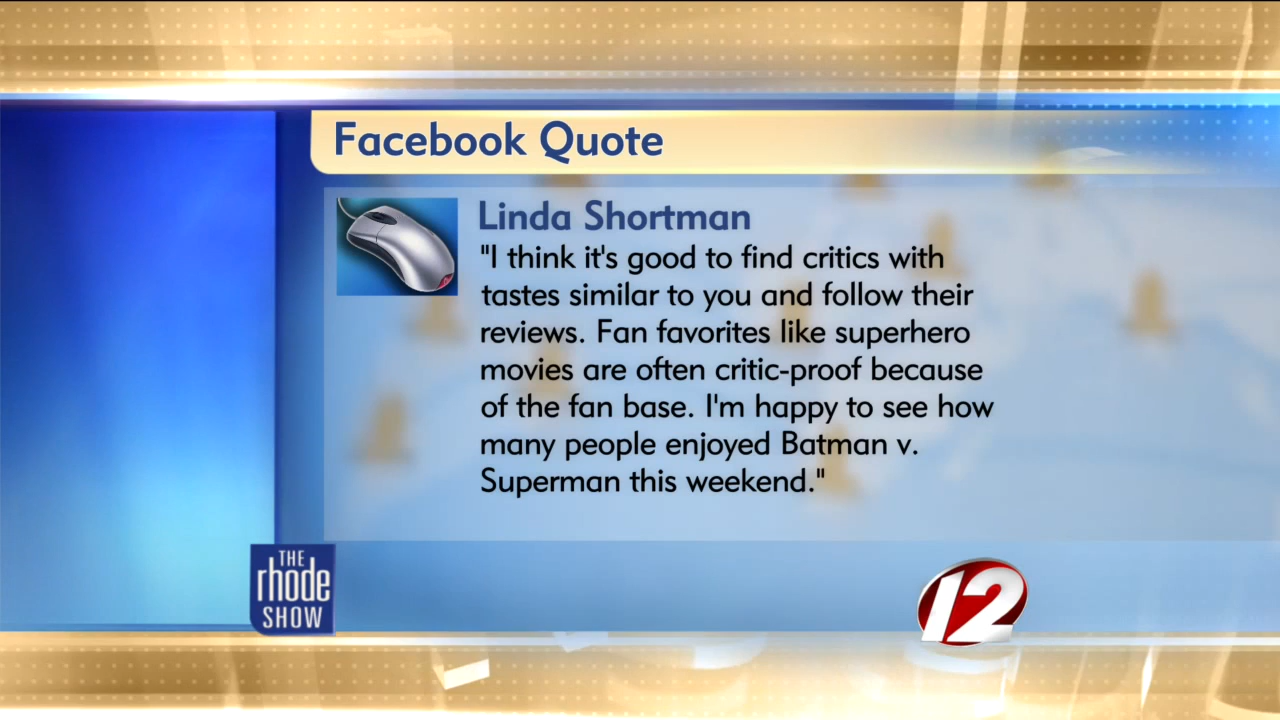 Facebook Quote
Linda Shortman
"I think it's good to find critics with
tastes similar to you and follow their
reviews. Fan favorites like superhero
movies are often critic-proof because
of the fan base. I'm happy to see how
many people enjoyed Batman v.
Superman this weekend."
THE
rhode
SHOW
12